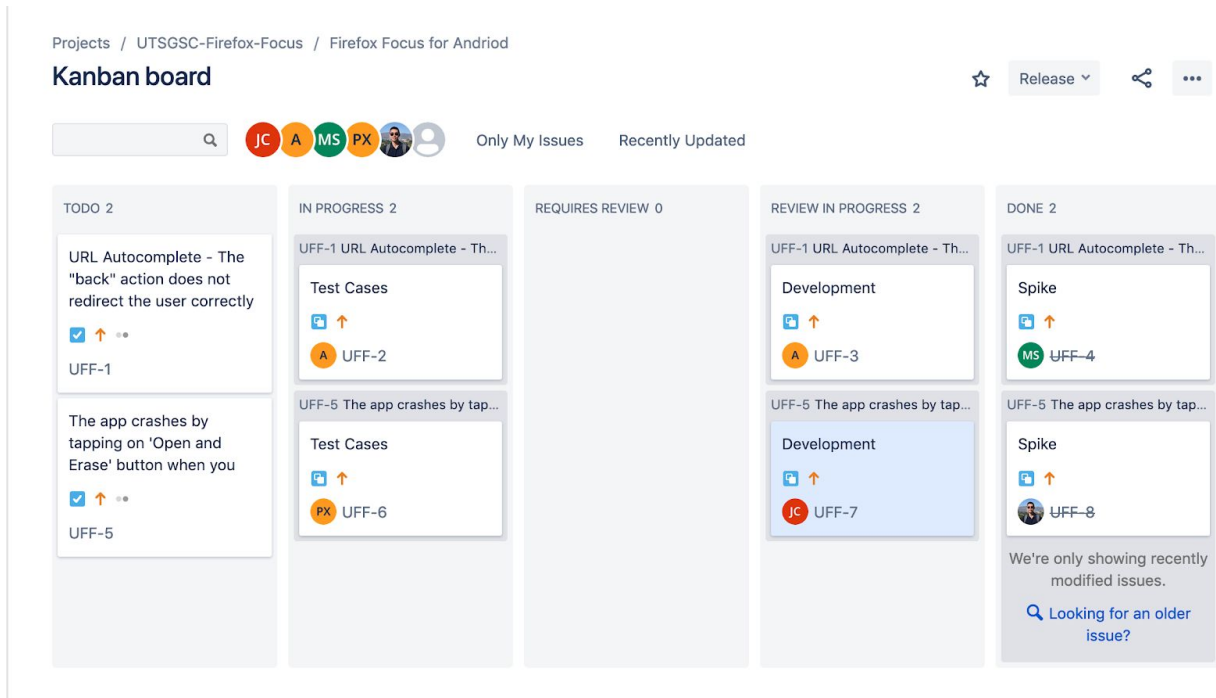 Projects / UTSGSC-Firefox-Focus / Firefox Focus for Andriod
Kanban board
Release
JC A MS PX
Only My Issues
Recently Updated
TODO 2
URL Autocomplete - The
"back" action does not
redirect the user correctly
UFF-1
The app crashes by
tapping on 'Open and
Erase' button when you
UFF-5
IN PROGRESS 2
UFF-1 URL Autocomplete - Th...
Test Cases
A UFF-2
UFF-5 The app crashes by tap...
Test Cases
PX UFF-6
REQUIRES REVIEW 0
REVIEW IN PROGRESS 2
UFF-1 URL Autocomplete - Th...
Development
A UFF-3
UFF-5 The app crashes by tap...
Development
JC UFF-7
DONE 2
UFF-1 URL Autocomplete - Th...
Spike
MS UFF-4
UFF-5 The app crashes by tap...
Spike
UFF-8
We're only showing recently
modified issues.
Looking for an older
issue?